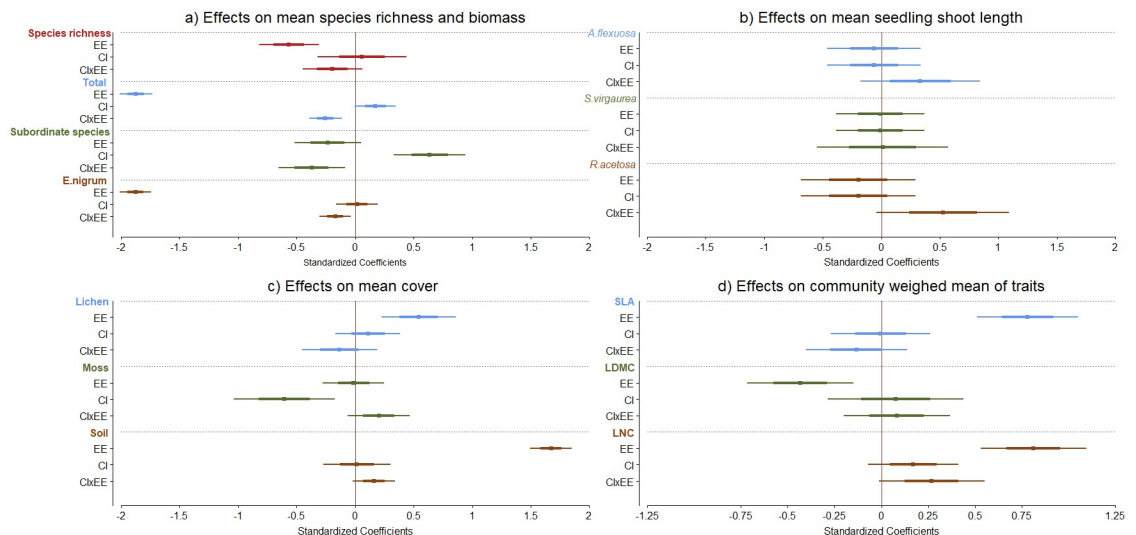 a) Effects on mean species richness and biomass
Species richness
EE
CI
CIxEE
Total
EE
CI
CIxEE
Subordinate species
EE
CI
CIxEE
E.nigrum
EE
CI
CIxEE
-2 -1.5 -1 -0.5 0 0.5 1 1.5 2
Standardized Coefficients
b) Effects on mean seedling shoot length
A.flexuosa
EE
CI
CIxEE
S.virgaurea
EE
CI
CIxEE
R.acetosa
EE
CI
CIxEE
-2 -1.5 -1 -0.5 0 0.5 1 1.5 2
Standardized Coefficients
c) Effects on mean cover
Lichen
EE
CI
CIxEE
Moss
EE
CI
CIxEE
Soil
EE
CI
CIxEE
-2 -1.5 -1 -0.5 0 0.5 1 1.5 2
Standardized Coefficients
d) Effects on community weighed mean of traits
SLA
EE
CI
CIxEE
LDMC
EE
CI
CIxEE
LNC
EE
CI
CIxEE
-1.25 -0.75 -0.5 -0.25 0 0.25 0.5 0.75 1.25
Standardized Coefficients